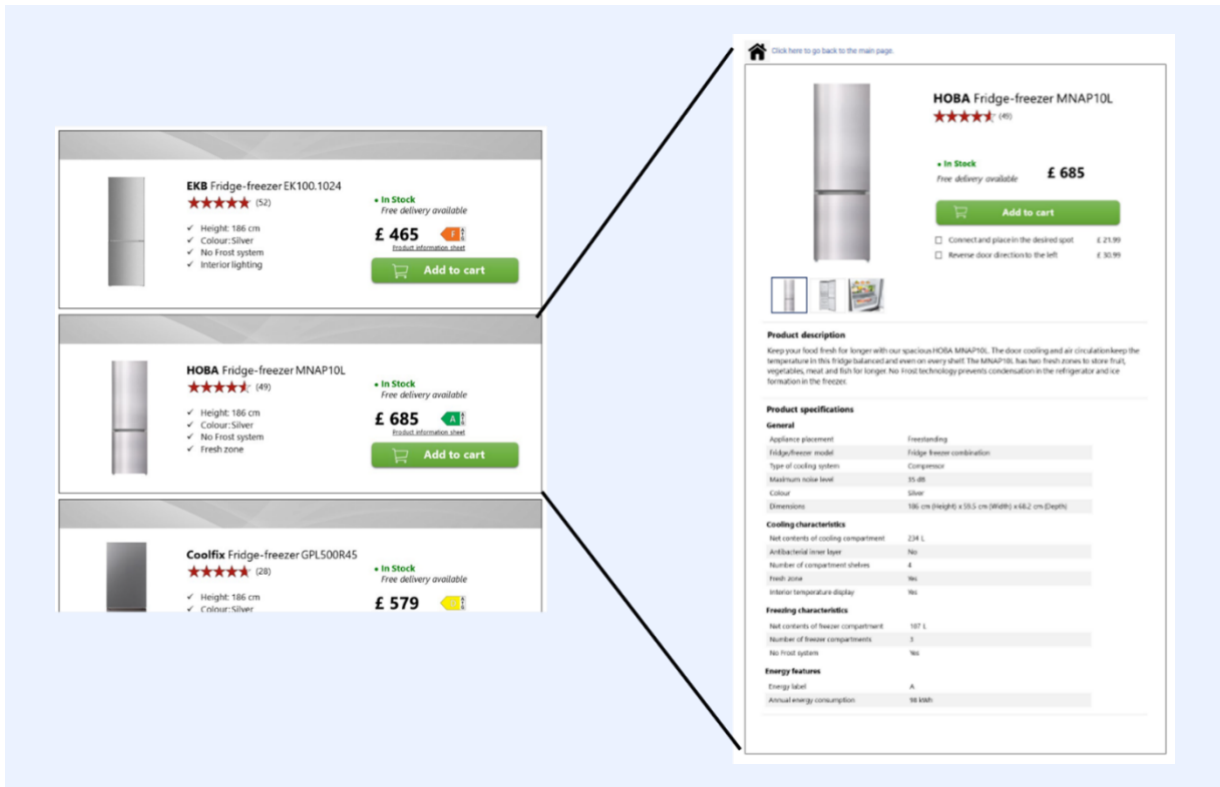 EKB Fridge-freezer EK100.1024
(52)
✓ Height: 186 cm
✓ Colour:Silver
✓ No Frost system
✓ Interior lighting
• In Stock
Free delivery available
£ 465
F
Product information sheet
Add to cart
HOBA Fridge-freezer MNAP10L
(49)
✓ Height: 186 cm
✓ Colour:Silver
✓ No Frost system
✓ Fresh zone
• In Stock
Free delivery available
£ 685
A
Product information sheet
Add to cart
Coolfix Fridge-freezer GPL500R45
(28)
✓ Height: 186 cm
✓ Colour:Silver
• In Stock
Free delivery available
£ 579
Click here to go back to the main page.
HOBA Fridge-freezer MNAP10L
(49)
• In Stock
Free delivery available
£ 685
Add to cart
Connect and place in the desired spot £ 21.99
Reverse door direction to the left £ 30.99
Product description
Keep your food fresh for longer with our spacious HOBA MNAP10L. The door cooling and air circulation keep the
temperature in this fridge balanced and even on every shelf. The MNAP10L has two fresh zones to store fruit,
vegetables, meat and fish for longer. No Frost technology prevents condensation in the refrigerator and ice
formation in the freezer.
Product specifications
General
Appliance placement Freestanding
Fridge/freezer model Fridge freezer combination
Type of cooling system Compressor
Maximum noise level 35 dB
Colour Silver
Dimensions 186 cm (Height) x 59.5 cm (Width) x 68.2 cm (Depth)
Cooling characteristics
Net contents of cooling compartment 234 L
Antibacterial inner layer No
Number of compartment shelves 4
Fresh zone Yes
Interior temperature display Yes
Freezing characteristics
Net contents of freezer compartment 107 L
Number of freezer compartments 3
No Frost system Yes
Energy features
Energy label A
Annual energy consumption 98 kWh